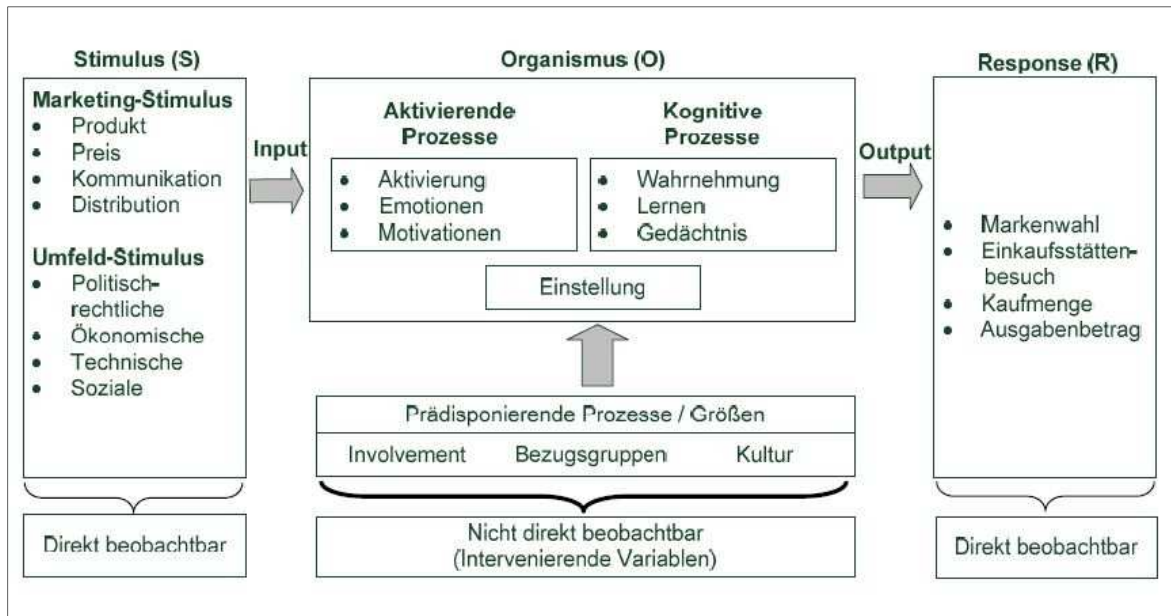 Stimulus (S)
Marketing-Stimulus
• Produkt
• Preis
• Kommunikation
• Distribution
Umfeld-Stimulus
• Politisch-
rechtliche
• Ökonomische
• Technische
• Soziale
Direkt beobachtbar
Input
Organismus (O)
Aktivierende
Prozesse
• Aktivierung
• Emotionen
• Motivationen
Kognitive
Prozesse
• Wahrnehmung
• Lernen
• Gedächtnis
Einstellung
Prädisponierende Prozesse / Größen
Involvement Bezugsgruppen Kultur
Nicht direkt beobachtbar
(Intervenierende Variablen)
Output
Response (R)
• Markenwahl
• Einkaufsstätten-
besuch
• Kaufmenge
• Ausgabenbetrag
Direkt beobachtbar